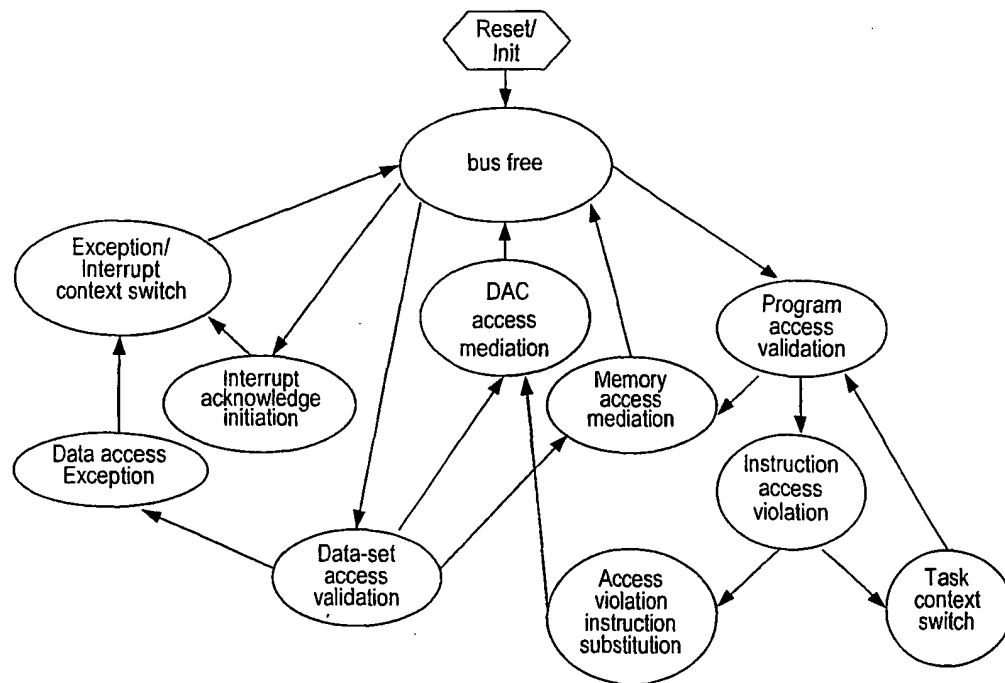 Reset/
Init
bus free
Exception/
Interrupt
context switch
DAC
access
mediation
Program
access
validation
Interrupt
acknowledge
initiation
Memory
access
mediation
Data access
Exception
Instruction
access
violation
Data-set
access
validation
Access
violation
instruction
substitution
Task
context
switch